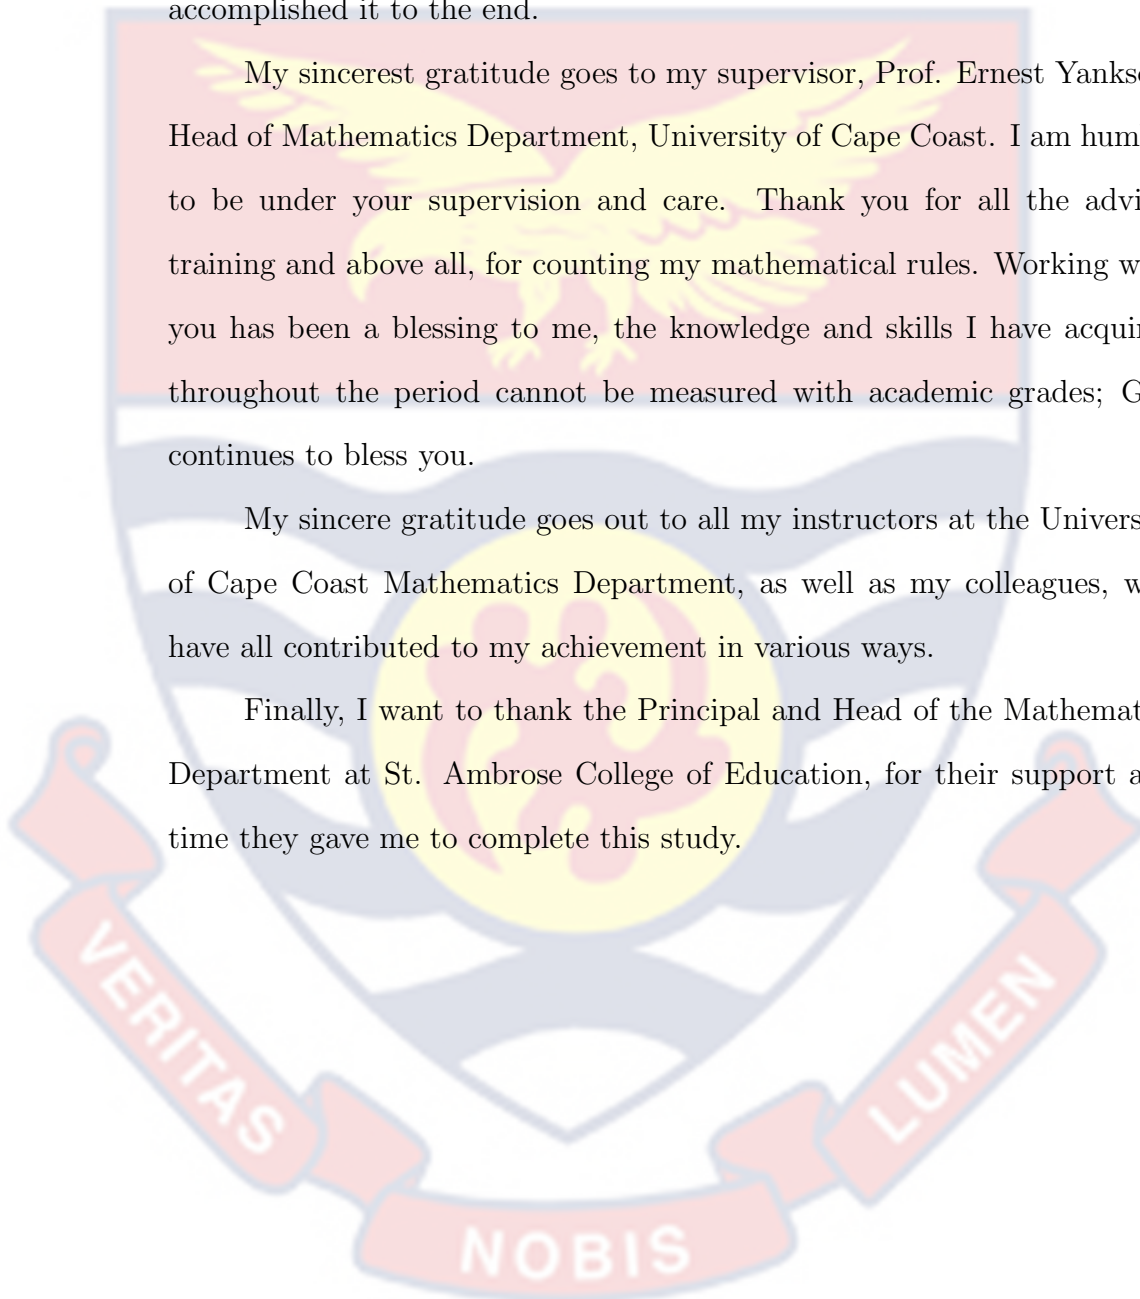 accomplished it to the end.
My sincerest gratitude goes to my supervisor, Prof. Ernest Yankso
Head of Mathematics Department, University of Cape Coast. I am hum
to be under your supervision and care. Thank you for all the advi
training and above all, for counting my mathematical rules. Working w
you has been a blessing to me, the knowledge and skills I have acquir
throughout the period cannot be measured with academic grades; G
continues to bless you.
My sincere gratitude goes out to all my instructors at the Univers
of Cape Coast Mathematics Department, as well as my colleagues, w
have all contributed to my achievement in various ways.
Finally, I want to thank the Principal and Head of the Mathemat
Department at St. Ambrose College of Education, for their support a
time they gave me to complete this study.
VERITAS
NOBIS
LUMEN